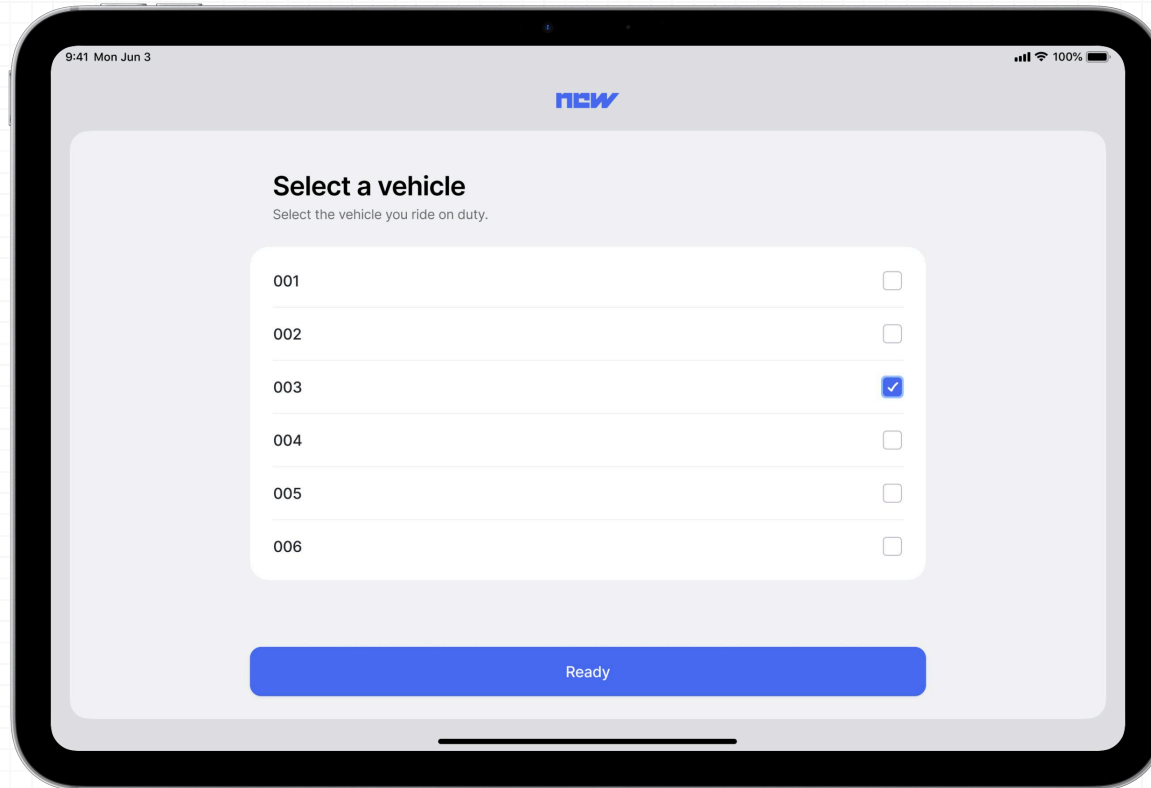 9:41 Mon Jun 3
100%
new
Select a vehicle
Select the vehicle you ride on duty.
001
002
003
004
005
006
Ready